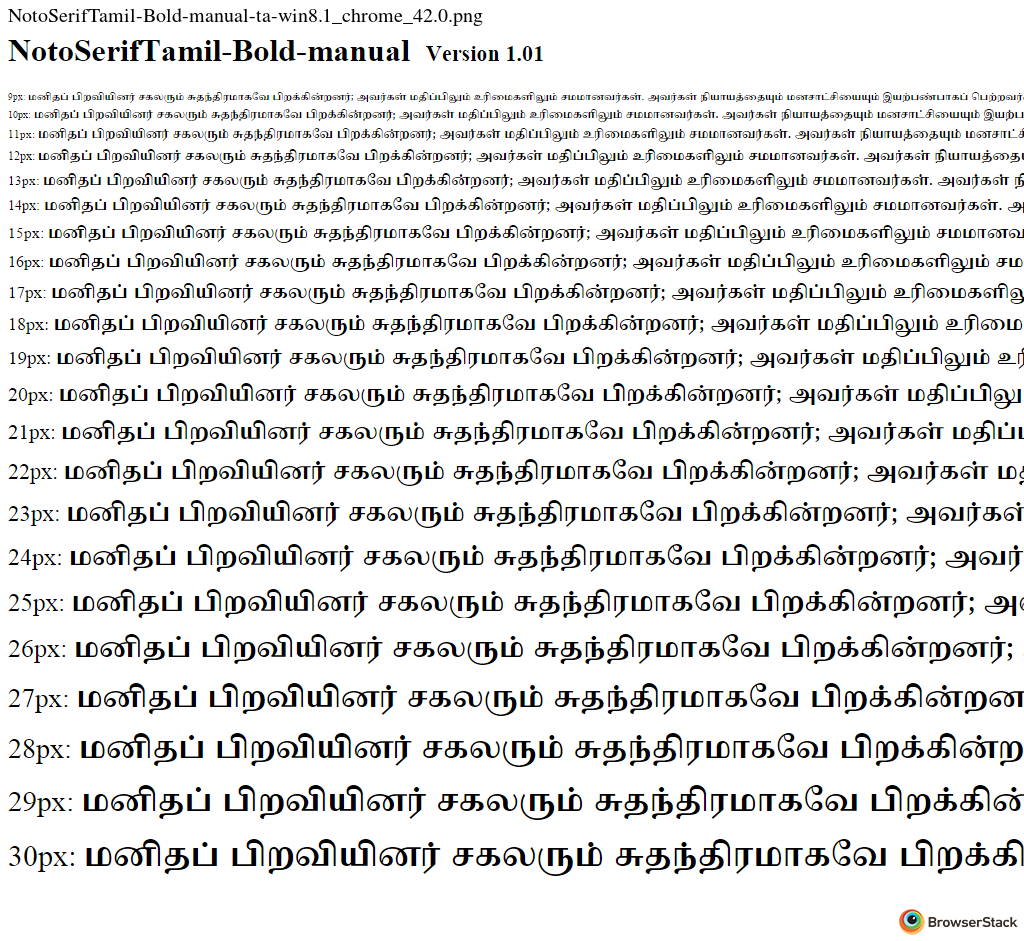 NotoSerifTamil-Bold-manual-ta-win8.1_chrome_42.0.png
NotoSerifTamil-Bold-manual Version 1.01
9px: மனிதப் பிறவியினர் சகலரும் சுதந்திரமாகவே பிறக்கின்றனர்; அவர்கள் மதிப்பிலும் உரிமைகளிலும் சமமானவர்கள். அவர்கள் நியாயத்தையும் மனசாட்சியையும் இயற்பண்பாகப் பெற்றவர்
10px: மனிதப் பிறவியினர் சகலரும் சுதந்திரமாகவே பிறக்கின்றனர்; அவர்கள் மதிப்பிலும் உரிமைகளிலும் சமமானவர்கள். அவர்கள் நியாயத்தையும் மனசாட்சியையும் இயற்ப
11px: மனிதப் பிறவியினர் சகலரும் சுதந்திரமாகவே பிறக்கின்றனர்; அவர்கள் மதிப்பிலும் உரிமைகளிலும் சமமானவர்கள். அவர்கள் நியாயத்தையும் மனசாட்சி
12px: மனிதப் பிறவியினர் சகலரும் சுதந்திரமாகவே பிறக்கின்றனர்; அவர்கள் மதிப்பிலும் உரிமைகளிலும் சமமானவர்கள். அவர்கள் நியாயத்தை
13px: மனிதப் பிறவியினர் சகலரும் சுதந்திரமாகவே பிறக்கின்றனர்; அவர்கள் மதிப்பிலும் உரிமைகளிலும் சமமானவர்கள். அவர்கள் நி
14px: மனிதப் பிறவியினர் சகலரும் சுதந்திரமாகவே பிறக்கின்றனர்; அவர்கள் மதிப்பிலும் உரிமைகளிலும் சமமானவர்கள். அ
15px: மனிதப் பிறவியினர் சகலரும் சுதந்திரமாகவே பிறக்கின்றனர்; அவர்கள் மதிப்பிலும் உரிமைகளிலும் சமமானவ
16px: மனிதப் பிறவியினர் சகலரும் சுதந்திரமாகவே பிறக்கின்றனர்; அவர்கள் மதிப்பிலும் உரிமைகளிலும் சம
17px: மனிதப் பிறவியினர் சகலரும் சுதந்திரமாகவே பிறக்கின்றனர்; அவர்கள் மதிப்பிலும் உரிமைகளிலு
18px: மனிதப் பிறவியினர் சகலரும் சுதந்திரமாகவே பிறக்கின்றனர்; அவர்கள் மதிப்பிலும் உரிமை
19px: மனிதப் பிறவியினர் சகலரும் சுதந்திரமாகவே பிறக்கின்றனர்; அவர்கள் மதிப்பிலும் உரி
20px: மனிதப் பிறவியினர் சகலரும் சுதந்திரமாகவே பிறக்கின்றனர்; அவர்கள் மதிப்பிலு
21px: மனிதப் பிறவியினர் சகலரும் சுதந்திரமாகவே பிறக்கின்றனர்; அவர்கள் மதிப்ப
22px: மனிதப் பிறவியினர் சகலரும் சுதந்திரமாகவே பிறக்கின்றனர்; அவர்கள் மத
23px: மனிதப் பிறவியினர் சகலரும் சுதந்திரமாகவே பிறக்கின்றனர்; அவர்கள்
24px: மனிதப் பிறவியினர் சகலரும் சுதந்திரமாகவே பிறக்கின்றனர்; அவர்
25px: மனிதப் பிறவியினர் சகலரும் சுதந்திரமாகவே பிறக்கின்றனர்; அவ
26px: மனிதப் பிறவியினர் சகலரும் சுதந்திரமாகவே பிறக்கின்றனர்;
27px: மனிதப் பிறவியினர் சகலரும் சுதந்திரமாகவே பிறக்கின்றன
28px: மனிதப் பிறவியினர் சகலரும் சுதந்திரமாகவே பிறக்கின்ற
29px: மனிதப் பிறவியினர் சகலரும் சுதந்திரமாகவே பிறக்கின்
30px: மனிதப் பிறவியினர் சகலரும் சுதந்திரமாகவே பிறக்கி
BrowserStack